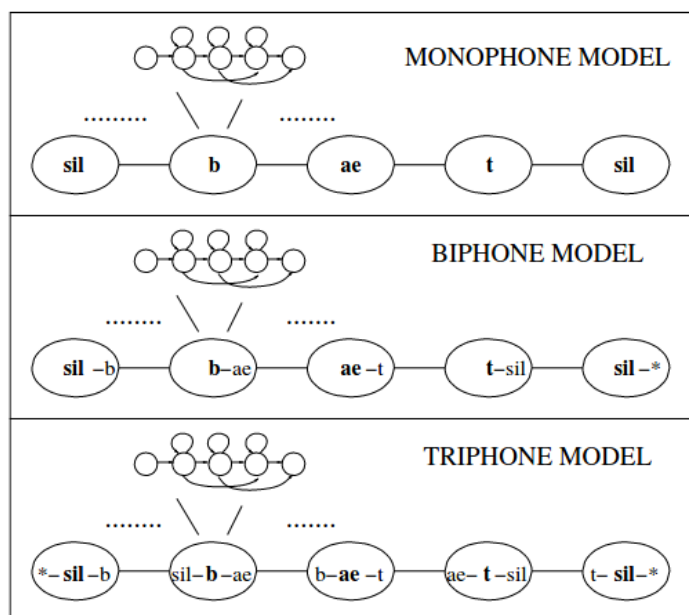 MONOPHONE MODEL
......... ........
sil b ae t sil
BIPHONE MODEL
........ .......
sil -b b-ae ae -t t-sil sil -*
TRIPHONE MODEL
........ .......
*- sil -b sil-b-ae b-ae-t ae- t -sil t- sil-*